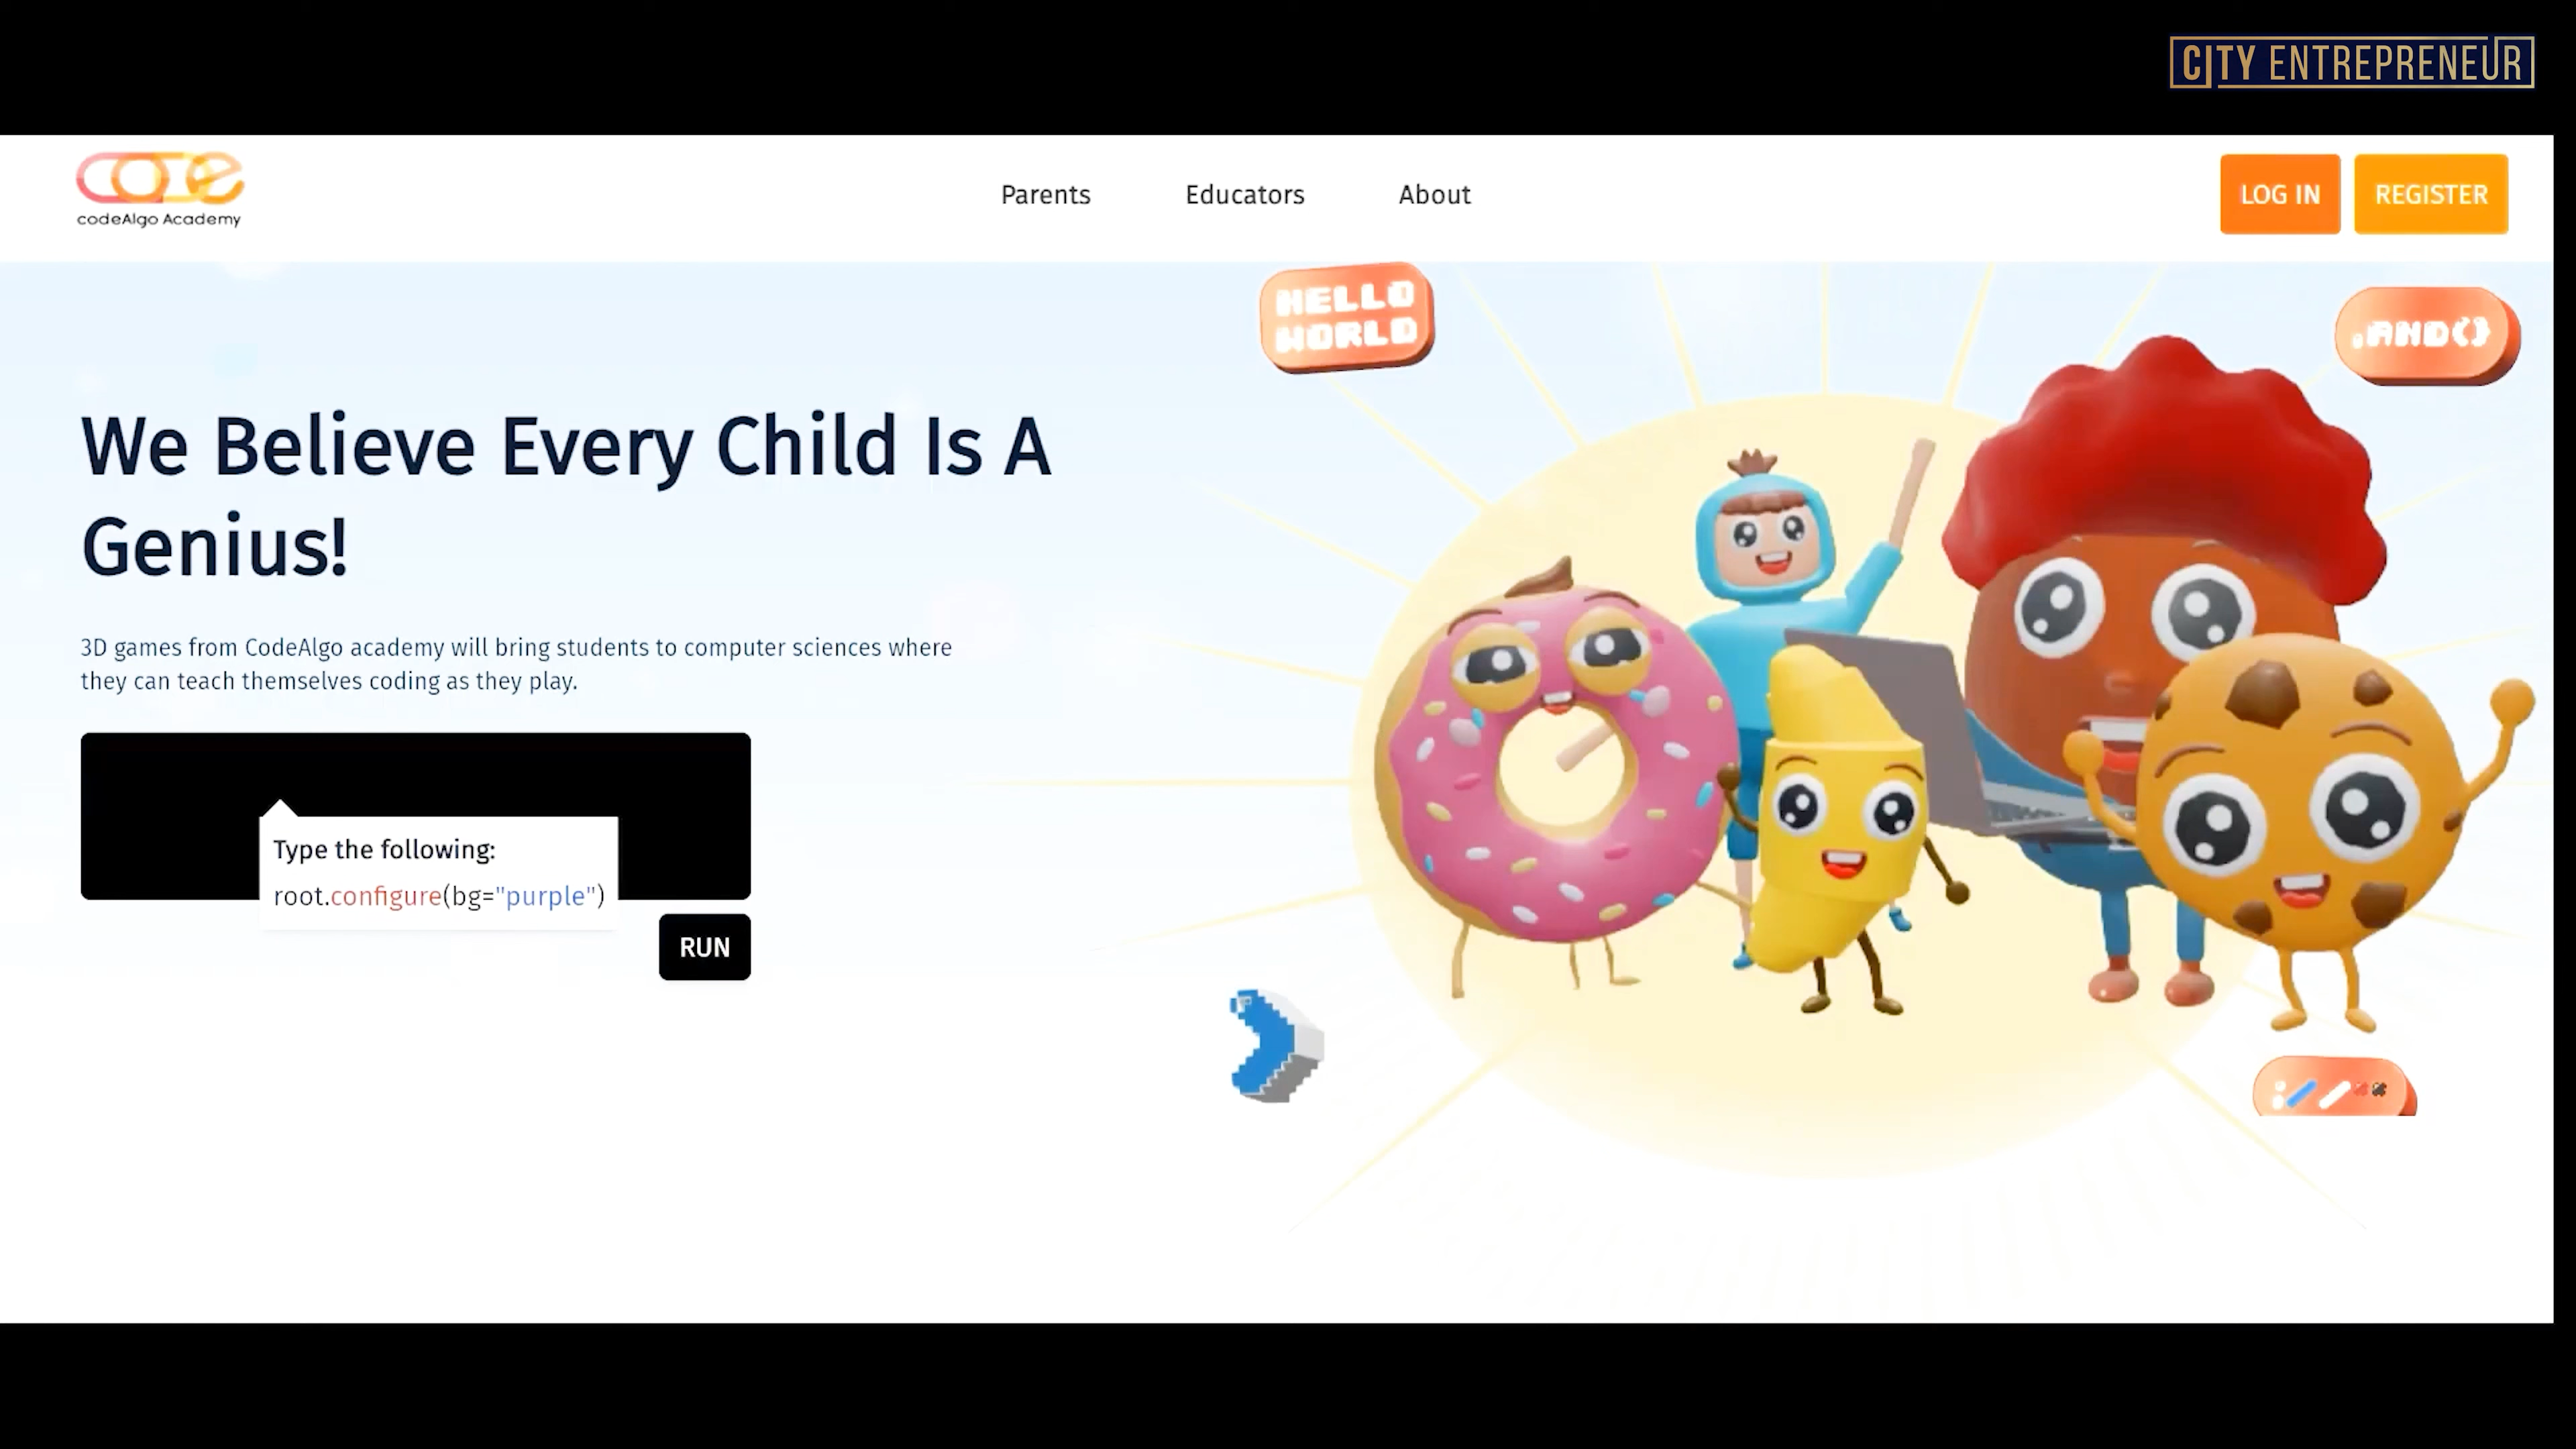 CITY ENTREPRENEUR
code
codeAlgo Academy
Parents
Educators
About
LOG IN
REGISTER
HELLO
WORLD
.AND()
We Believe Every Child Is A
Genius!
3D games from CodeAlgo academy will bring students to computer sciences where
they can teach themselves coding as they play.
Type the following:
root.configure(bg="purple")
RUN